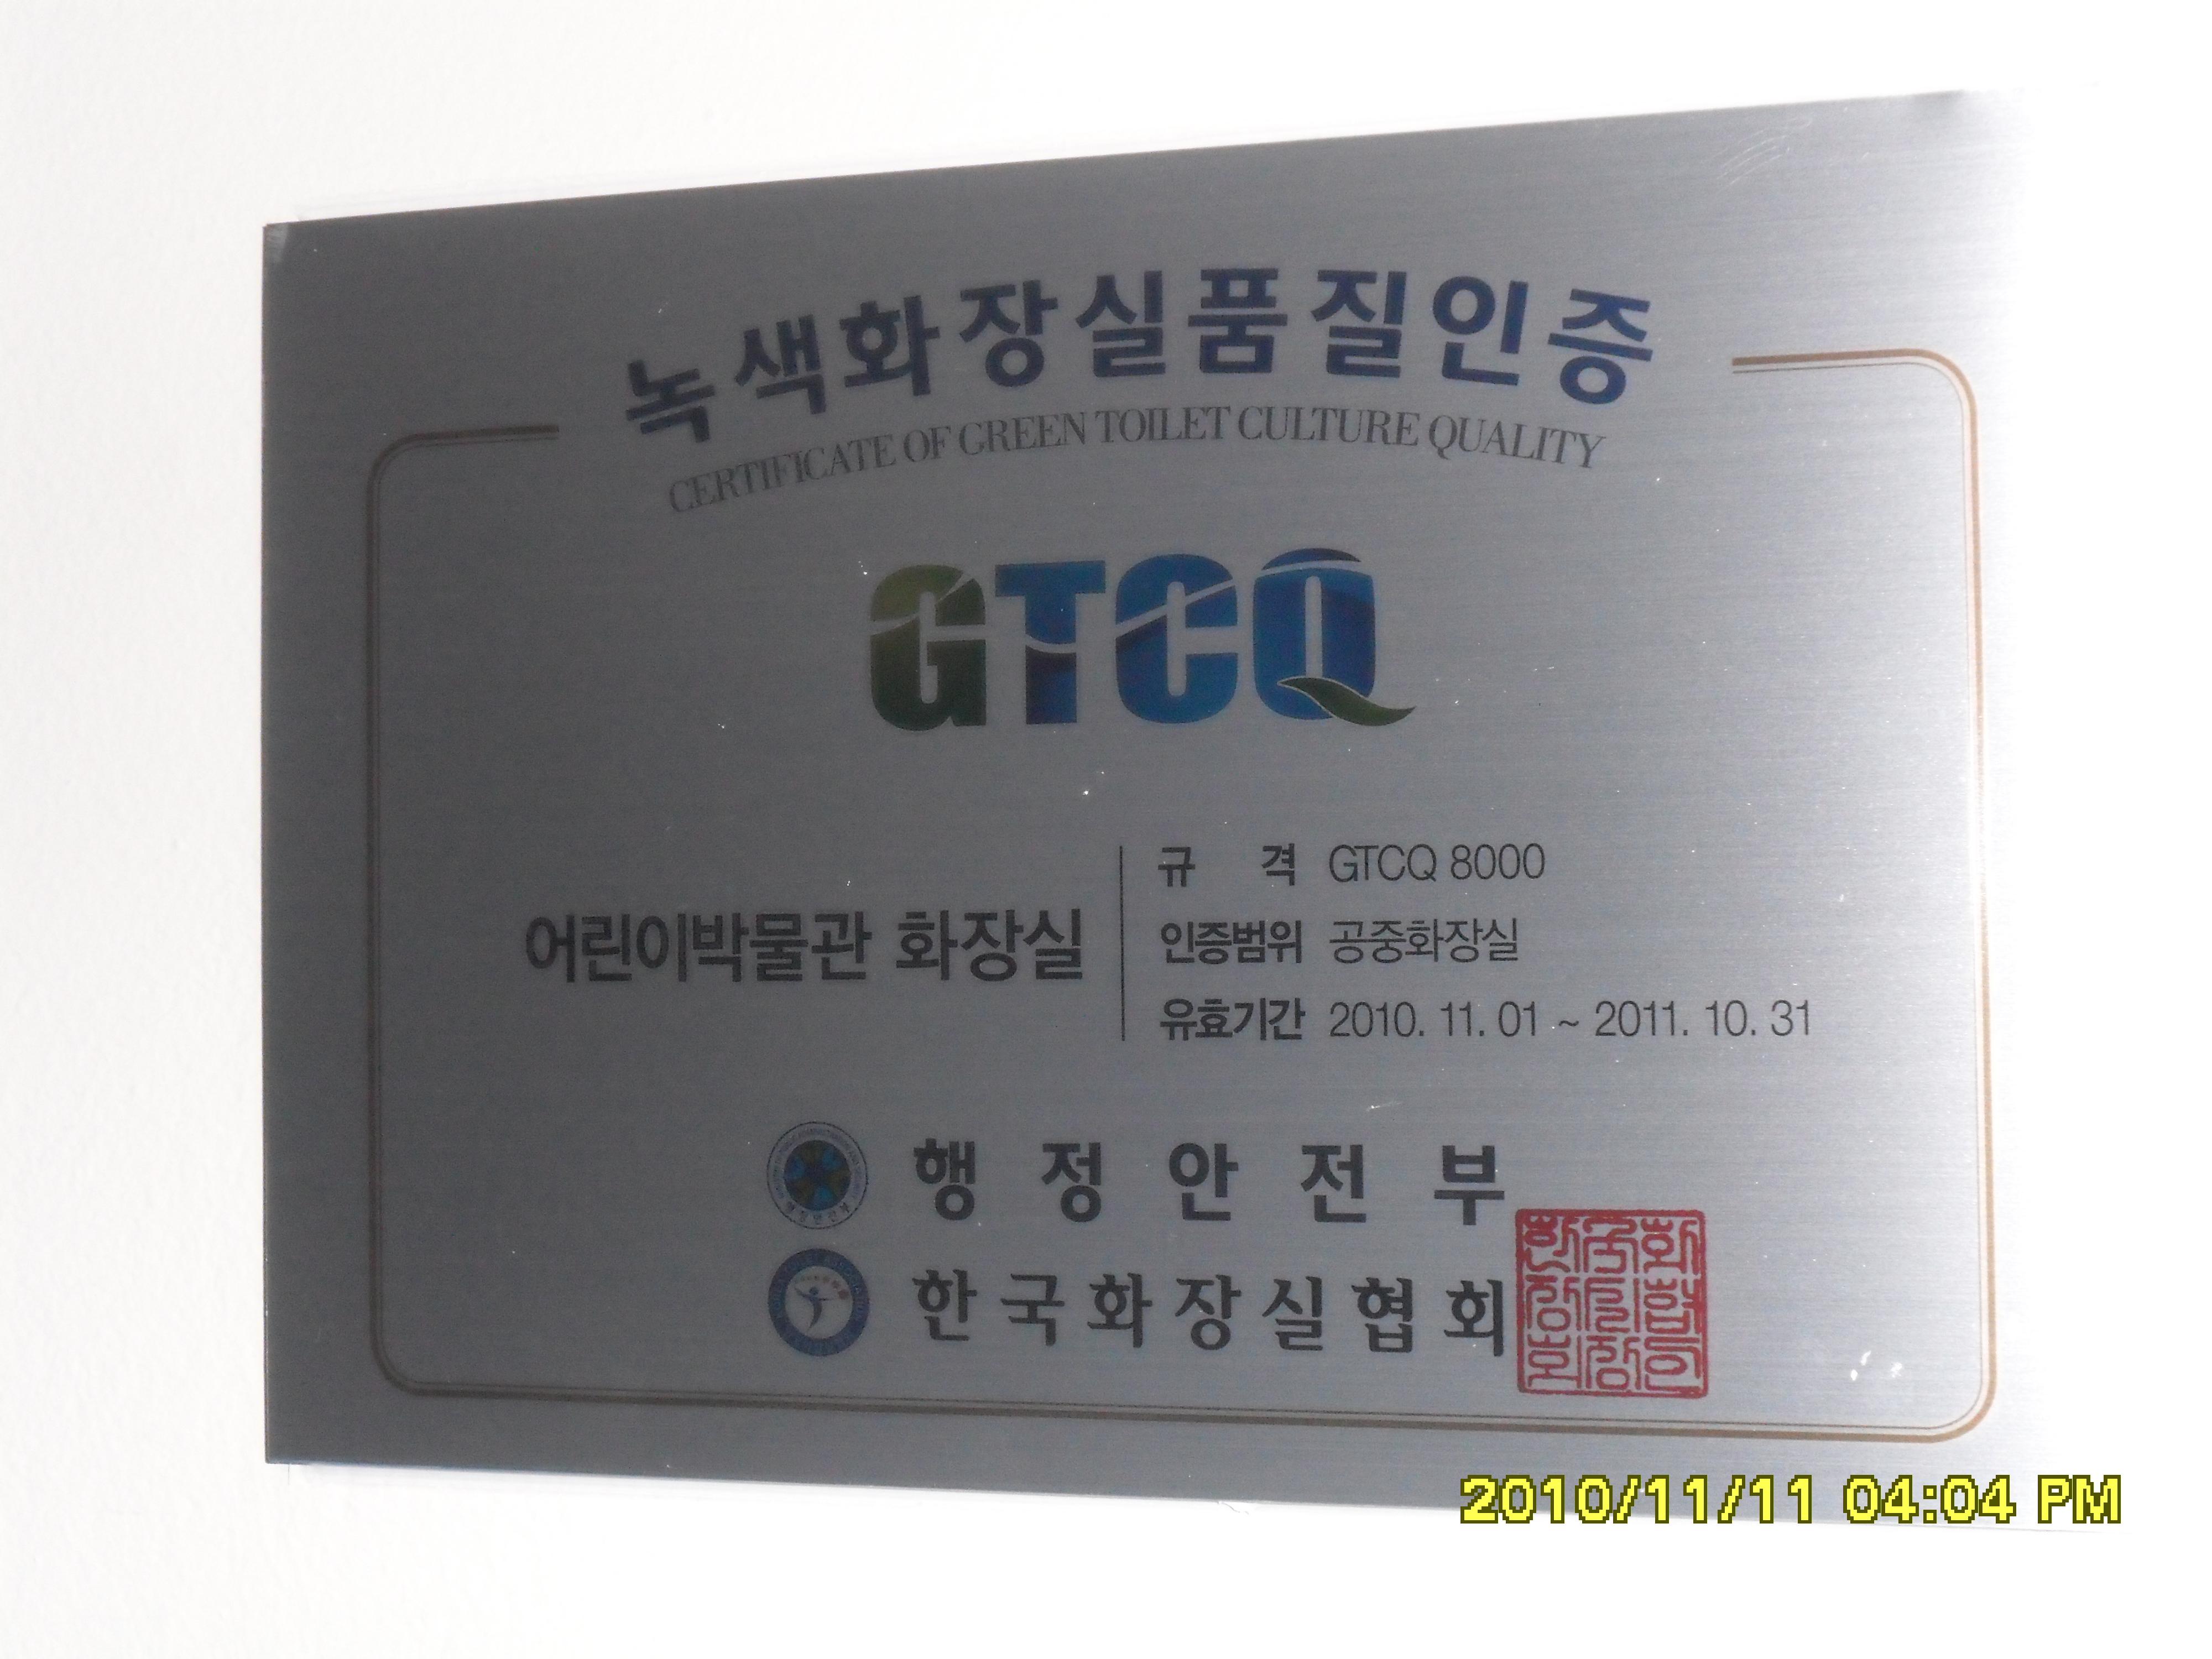 녹색화장실품질인증
CERTIFICATE OF GREEN TOILET CULTURE QUALITY
GTCQ
어린이박물관 화장실
규 격 GTCQ 8000
인증범위 공중화장실
유효기간 2010. 11. 01 ~ 2011. 10. 31
행정안전부
한국화장실협회
2010/11/11 04:04 PM